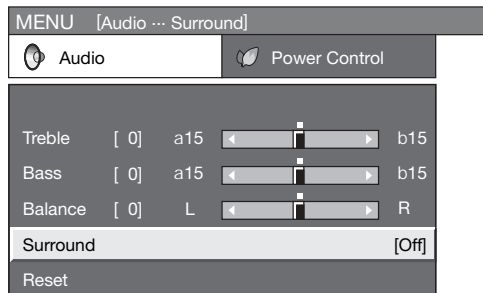 MENU [Audio ··· Surround]
Audio Power Control
Treble [ 0] a15 b15
Bass [ 0] a15 b15
Balance [ 0] L R
Surround [Off]
Reset